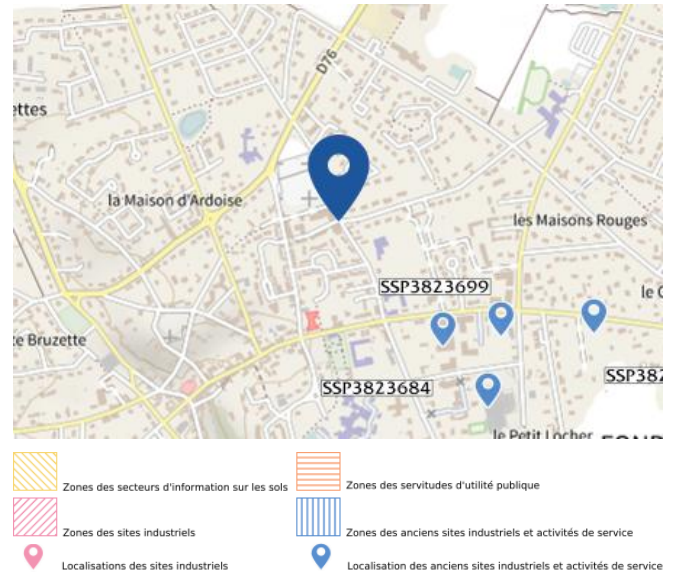 D76
ettes
la Maison d'Ardoise
les Maisons Rouges
SSP3823699
le C
e Bruzette
SSP3823684
SSP382
le Petit Locher
Zones des secteurs d'information sur les sols
Zones des servitudes d'utilité publique
Zones des sites industriels
Zones des anciens sites industriels et activités de service
Localisations des sites industriels
Localisation des anciens sites industriels et activités de service